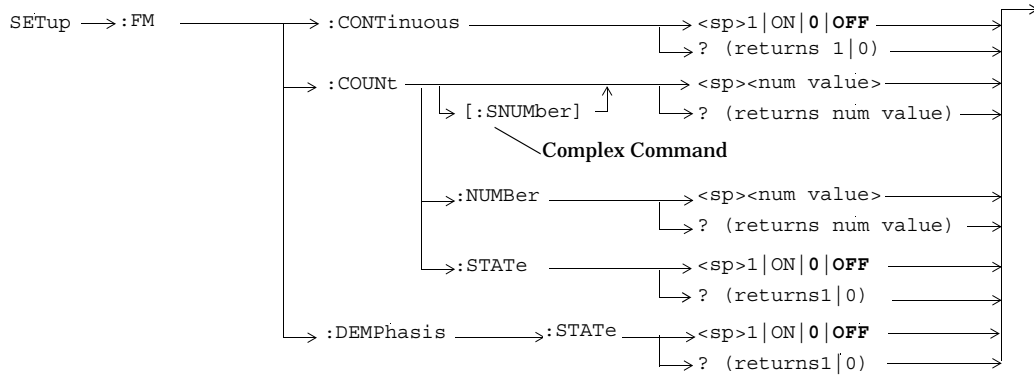 SETup :FM :CONTinuous <sp>1|ON|0|OFF
? (returns 1|0)
:COUNt <sp><num value>
[:SNUMber] ? (returns num value)
Complex Command
:NUMBer <sp><num value>
? (returns num value)
:STATe <sp>1|ON|0|OFF
? (returns1|0)
:DEMPhasis :STATe <sp>1|ON|0|OFF
? (returns1|0)